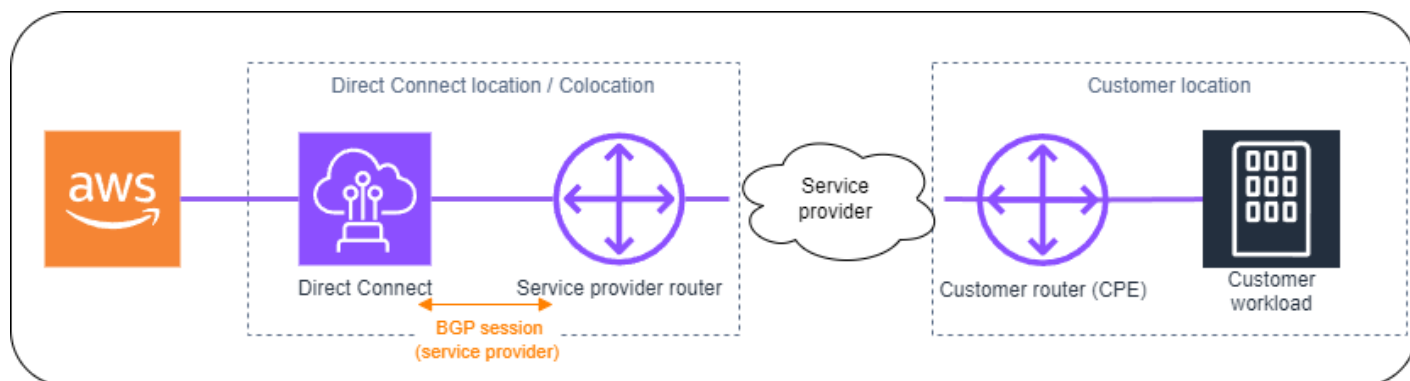 Direct Connect location / Colocation
Customer location
aws
Service
provider
Direct Connect
Service provider router
Customer router (CPE)
Customer
workload
BGP session
(service provider)